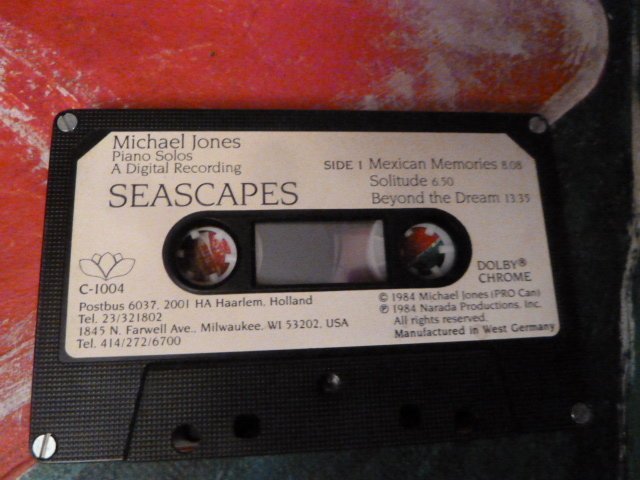 Michael Jones
Piano Solos
A Digital Recording
SEASCAPES
SIDE 1 Mexican Memories 8.08
Solitude 6.50
Beyond the Dream 13.35
C-1004
DOLBY®
CHROME
Postbus 6037, 2001 HA Haarlem. Holland
Tel. 23/321802
1845 N. Farwell Ave., Milwaukee. WI 53202. USA
Tel. 414/272/6700
© 1984 Michael Jones (PRO Can)
℗ 1984 Narada Productions, Inc.
All rights reserved.
Manufactured in West Germany